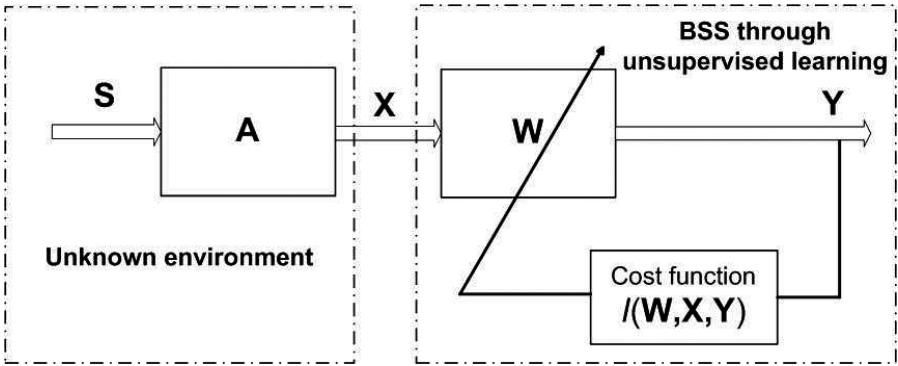 S
A
X
W
BSS through
unsupervised learning
Y
Unknown environment
Cost function
I(W,X,Y)